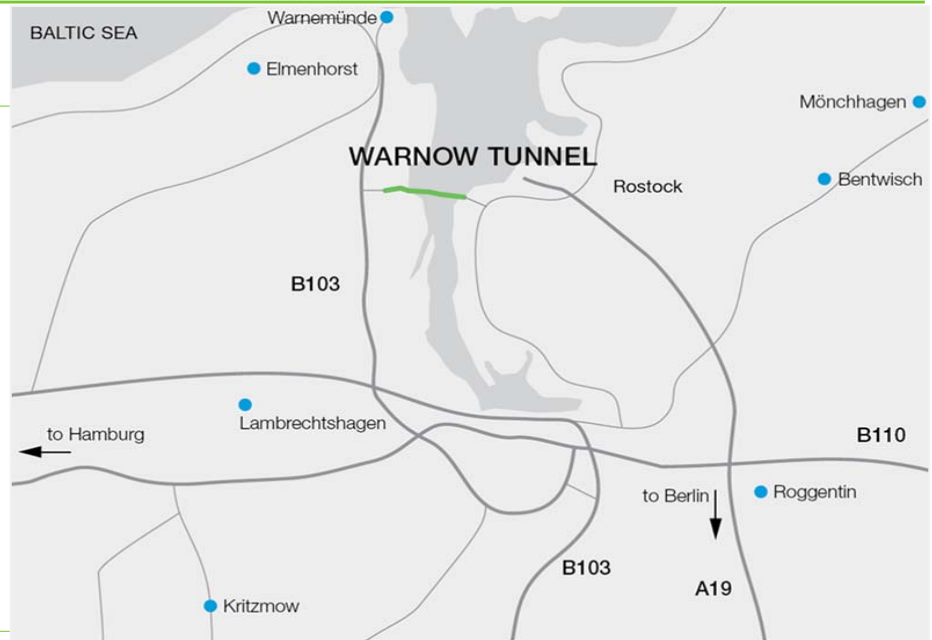 Warnemünde
BALTIC SEA
Elmenhorst
Mönchhagen
WARNOW TUNNEL
Bentwisch
Rostock
B103
Lambrechtshagen
to Hamburg
B110
to Berlin
Roggentin
B103
A19
Kritzmow